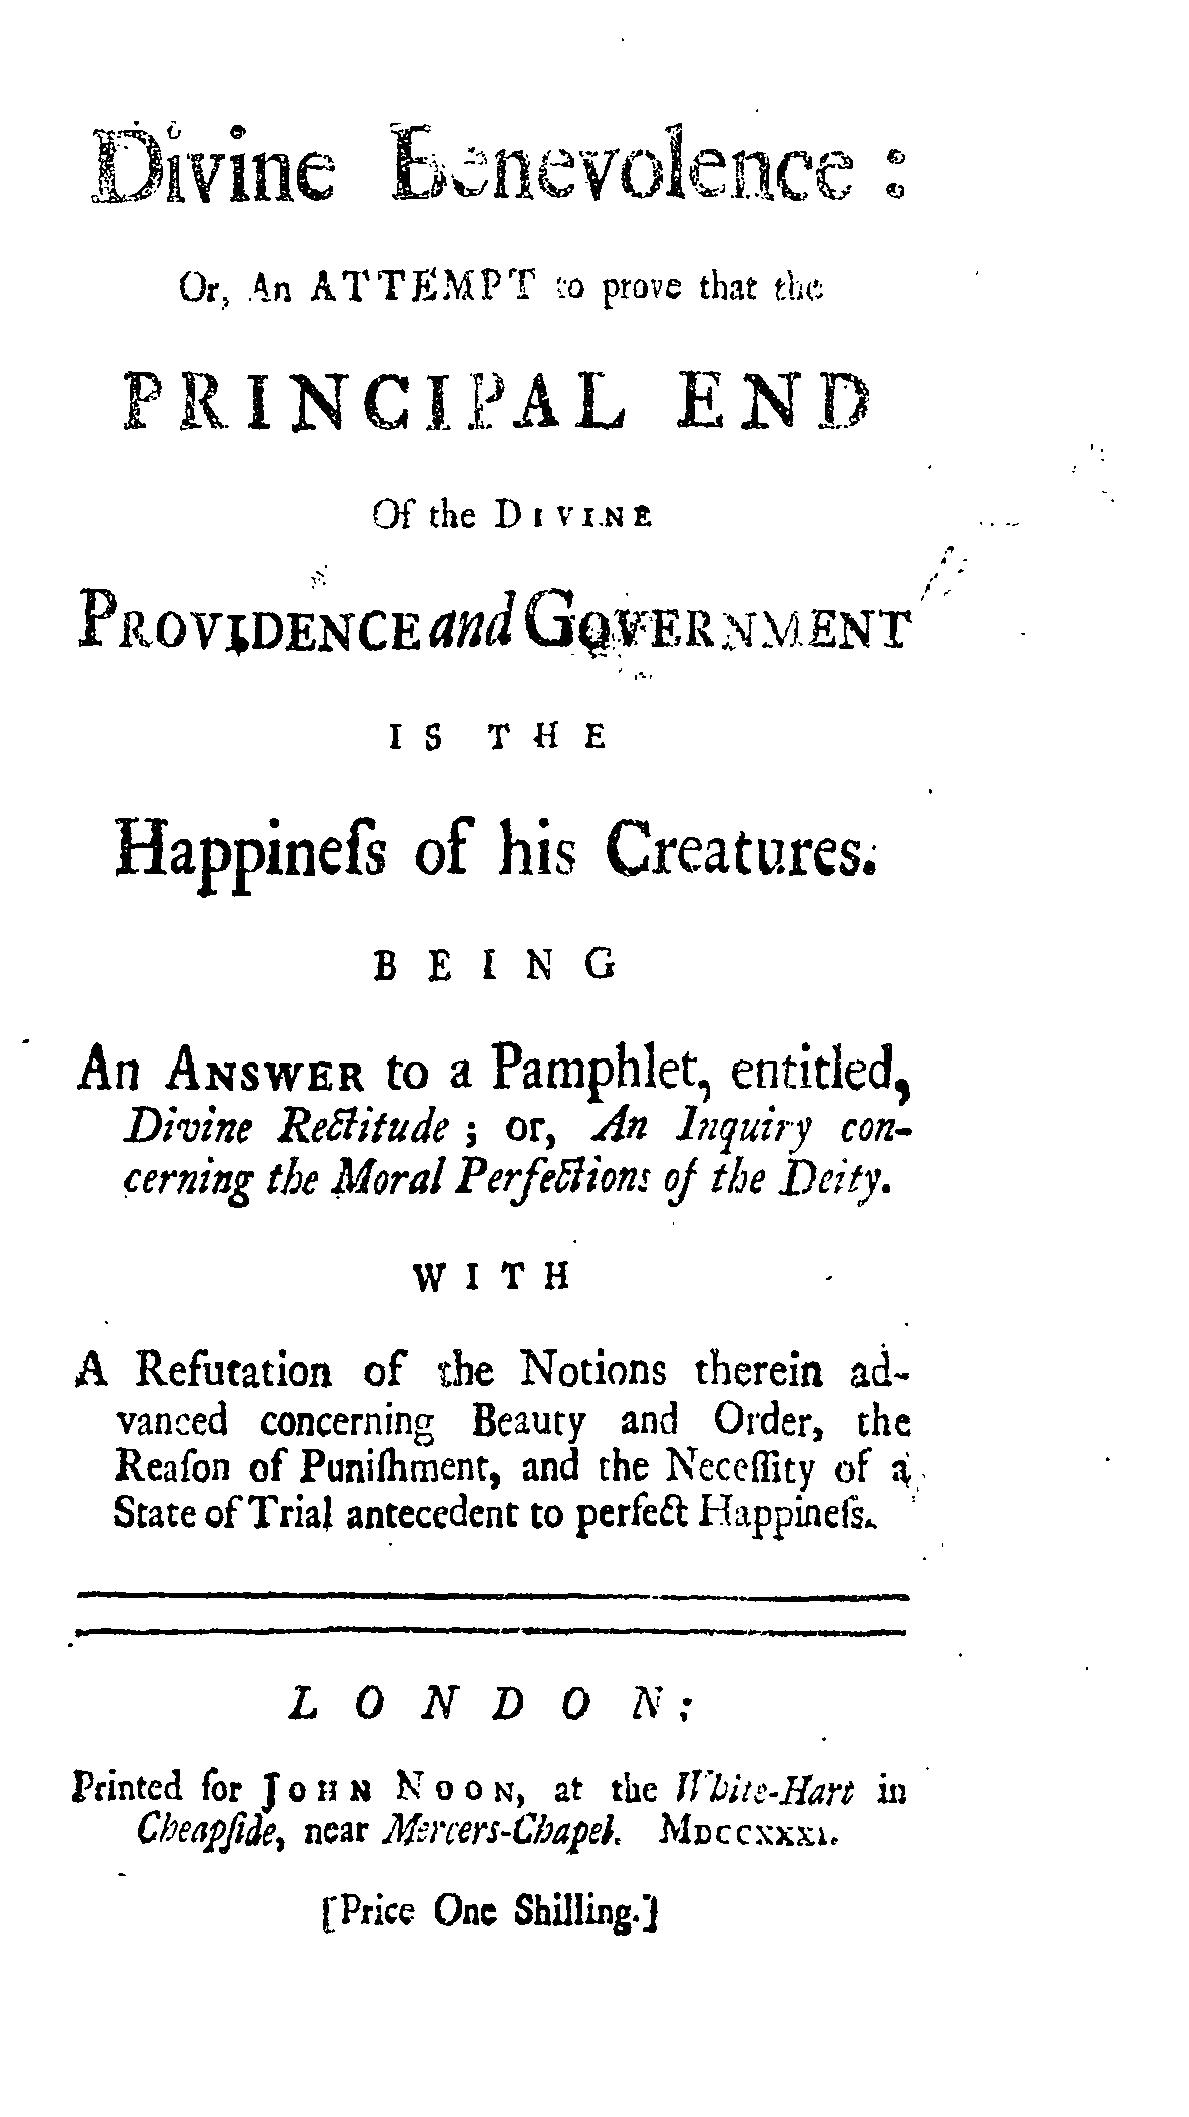 Divine Benevolence:
Or, An ATTEMPT to prove that the
PRINCIPAL END
Of the DIVINE
PROVIDENCE and GOVERNMENT
IS THE
Happineſs of his Creatures.
BEING
An ANSWER to a Pamphlet, entitled,
Divine Rectitude; or, An Inquiry con-
cerning the Moral Perfections of the Deity.
WITH
A Refutation of the Notions therein ad-
vanced concerning Beauty and Order, the
Reaſon of Puniſhment, and the Neceſſity of a
State of Trial antecedent to perfect Happineſs.
LONDON:
Printed for JOHN NOON, at the White-Hart in
Cheapſide, near Mercers-Chapel. MDCCXXXI.
[Price One Shilling.]